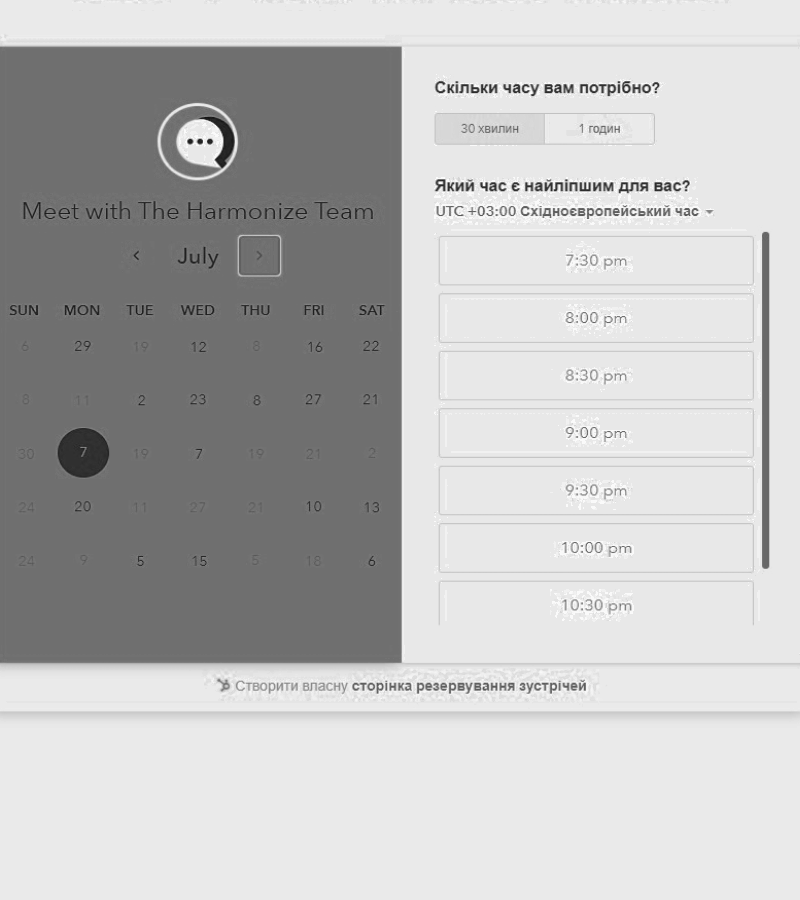 Meet with The Harmonize Team
July
SUN MON TUE WED THU FRI SAT
6 29 19 12 8 16 22
8 11 2 23 8 27 21
30 7 19 7 19 21 2
24 20 11 27 21 10 13
24 9 5 15 5 18 6
Скільки часу вам потрібно?
30 хвилин 1 годин
Який час є найліпшим для вас?
UTC +03:00 Східноєвропейський час
7:30 pm
8:00 pm
8:30 pm
9:00 pm
9:30 pm
10:00 pm
10:30 pm
Створити власну сторінка резервування зустрічей